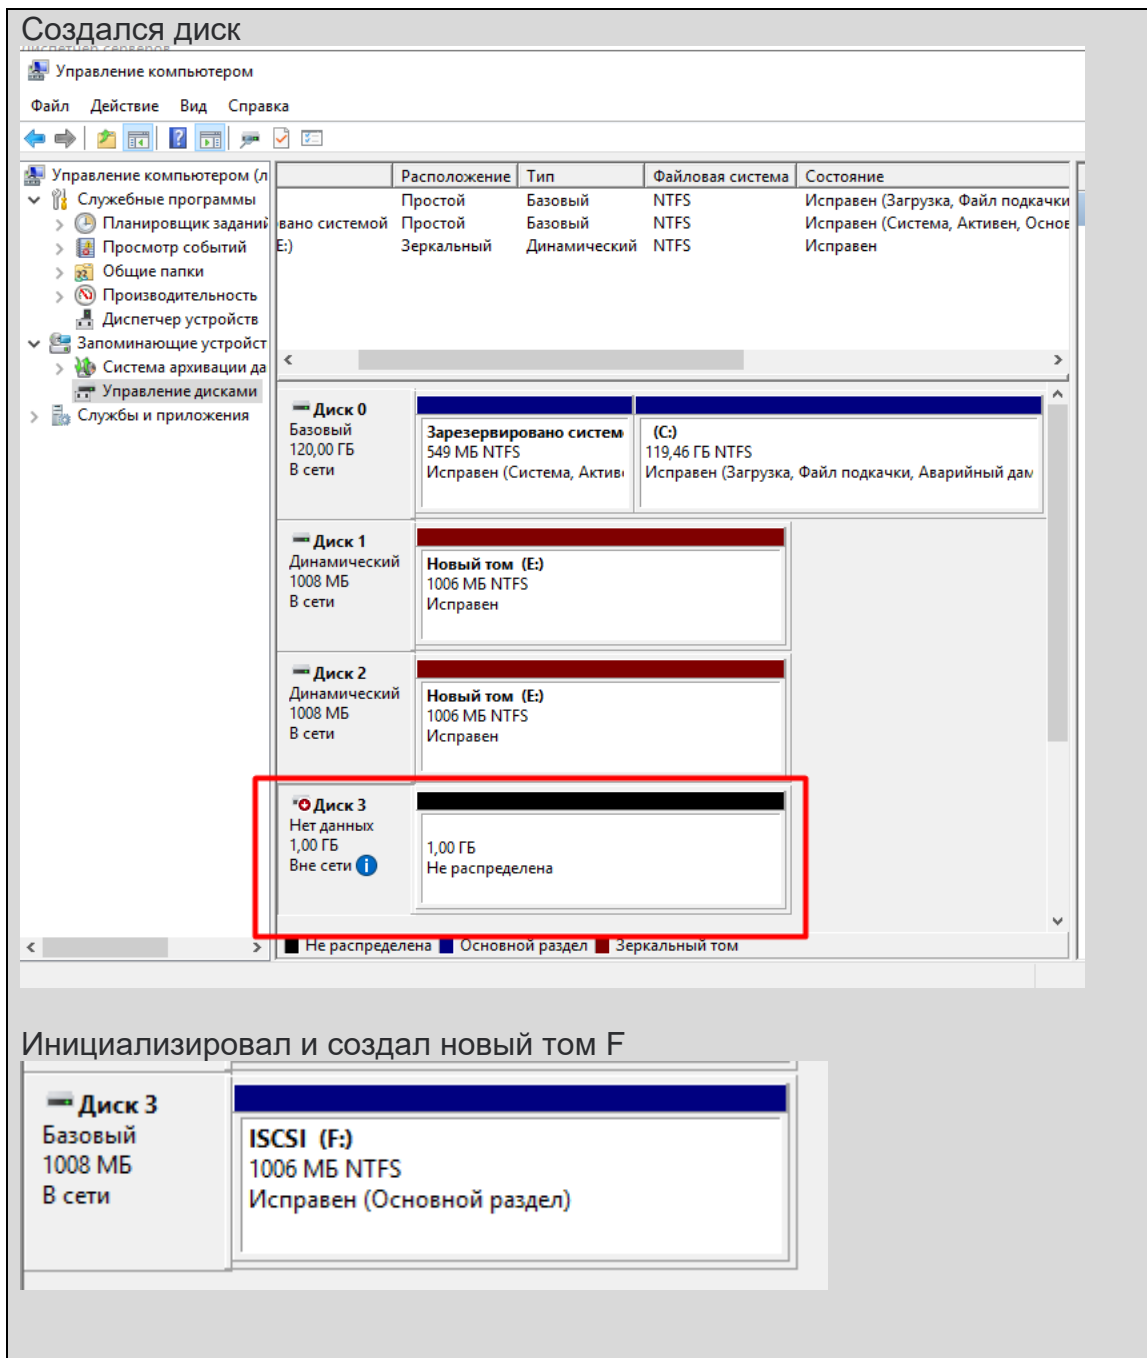 Создался диск
Диспетчер серверов
Управление компьютером
Файл Действие Вид Справка
Управление компьютером (л
Служебные программы
Планировщик заданий
Просмотр событий
Общие папки
Производительность
Диспетчер устройств
Запоминающие устройст
Система архивации да
Управление дисками
Службы и приложения
Расположение Тип Файловая система Состояние
Простой Базовый NTFS Исправен (Загрузка, Файл подкачки
вано системой Простой Базовый NTFS Исправен (Система, Активен, Основ
E:) Зеркальный Динамический NTFS Исправен
Диск 0
Базовый
120,00 ГБ
В сети
Зарезервировано систем
549 МБ NTFS
Исправен (Система, Актив
(C:)
119,46 ГБ NTFS
Исправен (Загрузка, Файл подкачки, Аварийный дам
Диск 1
Динамический
1008 МБ
В сети
Новый том (E:)
1006 МБ NTFS
Исправен
Диск 2
Динамический
1008 МБ
В сети
Новый том (E:)
1006 МБ NTFS
Исправен
Диск 3
Нет данных
1,00 ГБ
Вне сети
1,00 ГБ
Не распределена
Не распределена Основной раздел Зеркальный том
Инициализировал и создал новый том F
Диск 3
Базовый
1008 МБ
В сети
ISCSI (F:)
1006 МБ NTFS
Исправен (Основной раздел)